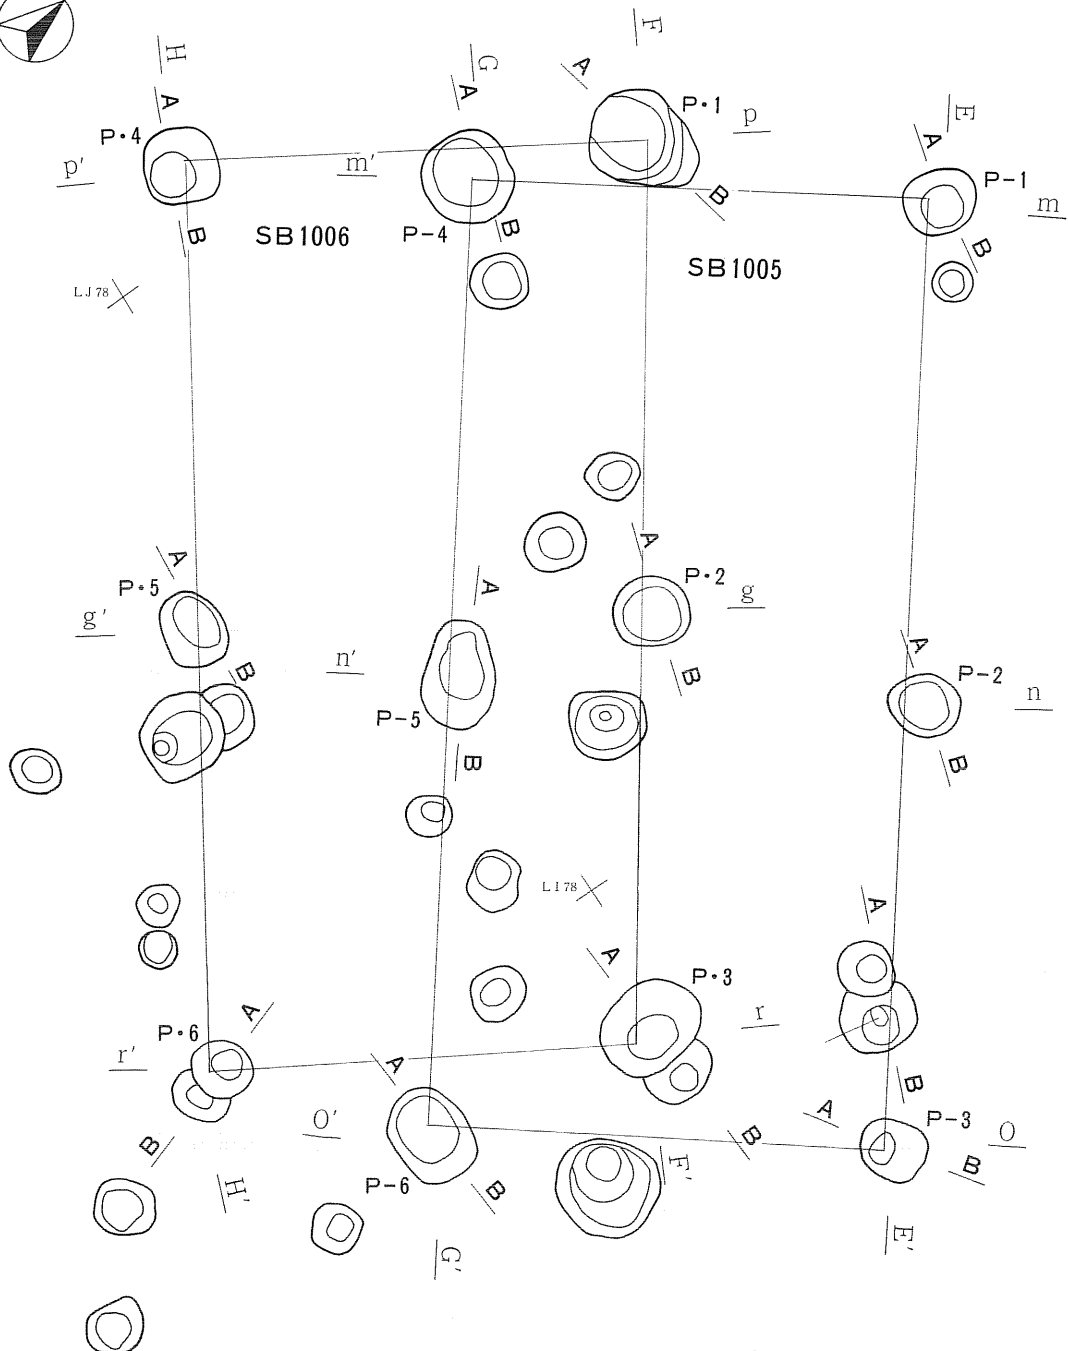 H
G
F
E
A
A
A
A
P·4
P·1
p
p'
m'
P-1
m
B
SB1006
P-4
B
B
B
SB1005
LJ78
A
A
A
P·5
P·2
g
g'
A
n'
B
B
P-2
n
P-5
B
B
LI78
A
A
P·3
A
P·6
r
r'
A
B
A
P-3
O
O'
B
B
B
P-6
B
H'
F'
G'
E'